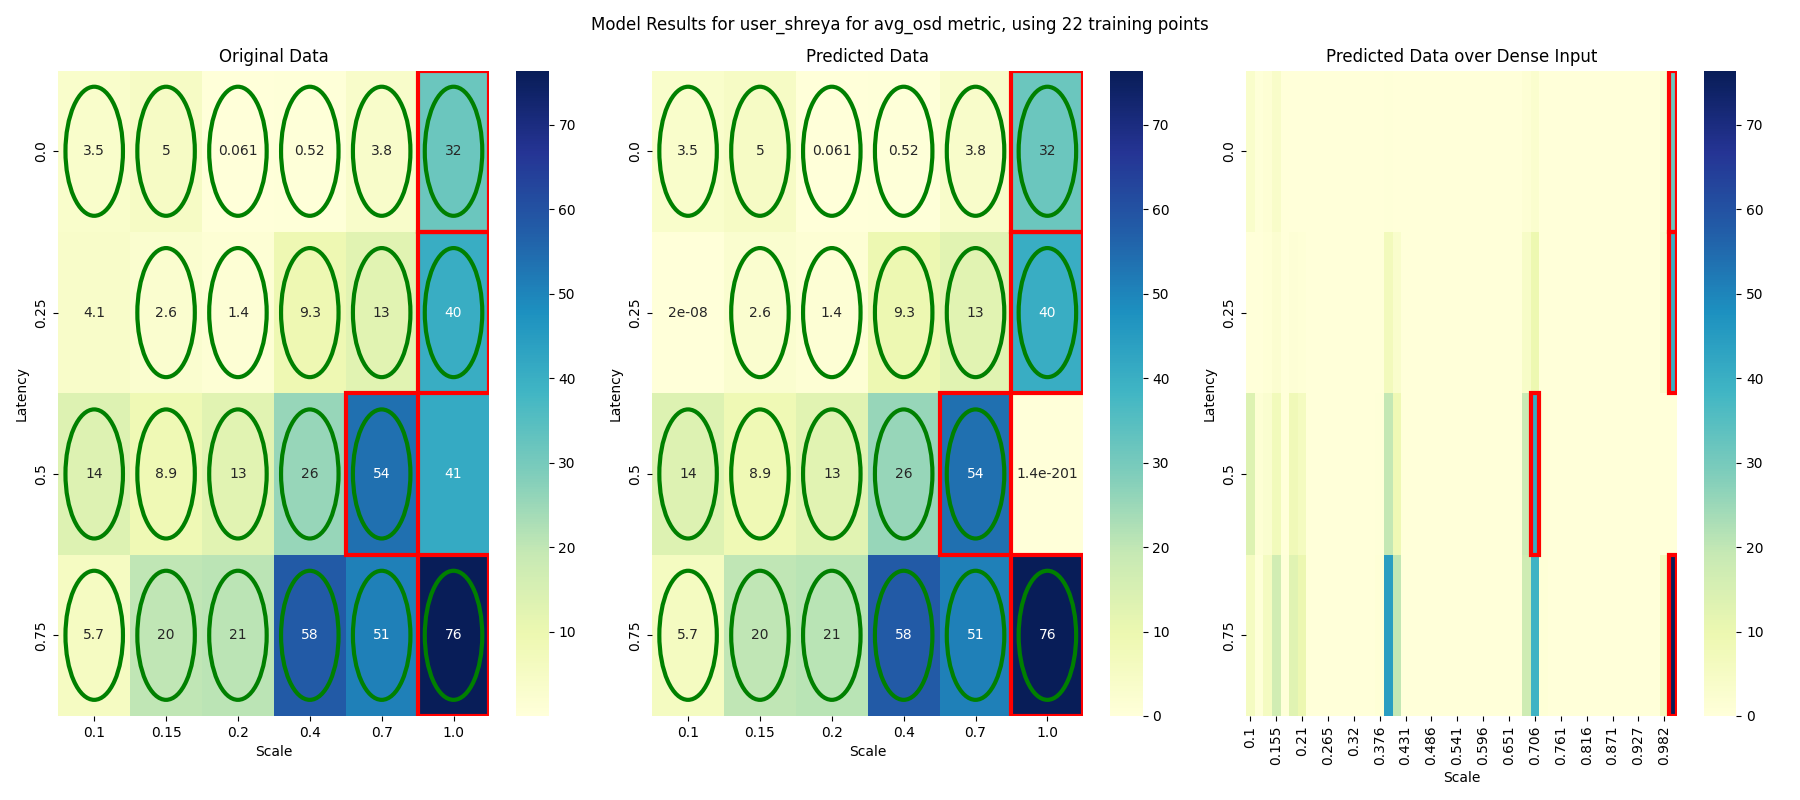 Model Results for user_shreya for avg_osd metric, using 22 training points
Original Data
Predicted Data
Predicted Data over Dense Input
Latency
0.0
0.25
0.5
0.75
3.5 5 0.061 0.52 3.8 32
4.1 2.6 1.4 9.3 13 40
14 8.9 13 26 54 41
5.7 20 21 58 51 76
0.1 0.15 0.2 0.4 0.7 1.0
Scale
70
60
50
40
30
20
10
Latency
0.0
0.25
0.5
0.75
3.5 5 0.061 0.52 3.8 32
2e-08 2.6 1.4 9.3 13 40
14 8.9 13 26 54 1.4e-201
5.7 20 21 58 51 76
0.1 0.15 0.2 0.4 0.7 1.0
Scale
70
60
50
40
30
20
10
0
Latency
0.0
0.25
0.5
0.75
0.1 0.155 0.21 0.265 0.32 0.376 0.431 0.486 0.541 0.596 0.651 0.706 0.761 0.816 0.871 0.927 0.982
Scale
70
60
50
40
30
20
10
0